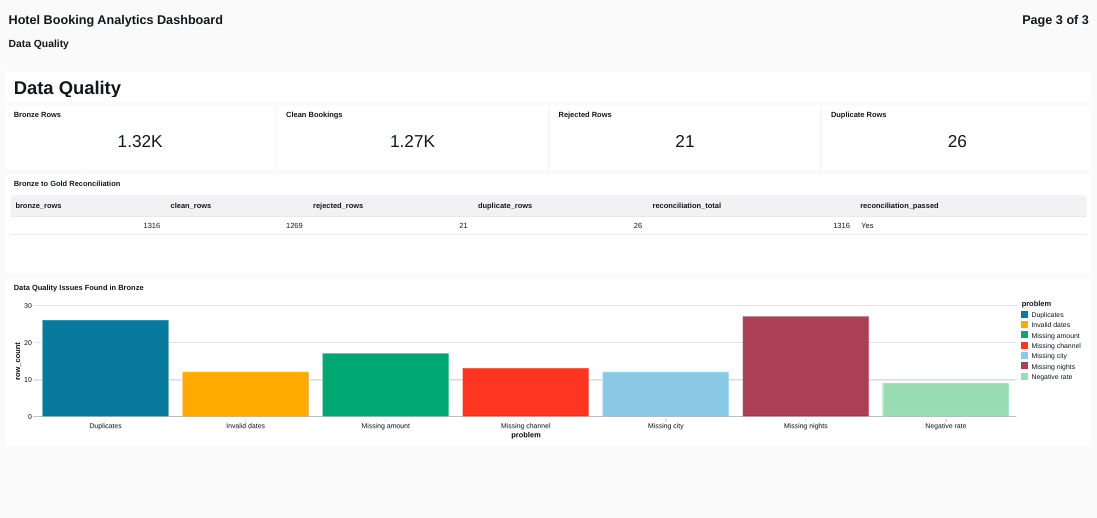 Hotel Booking Analytics Dashboard
Page 3 of 3
Data Quality
Data Quality
Bronze Rows
Clean Bookings
Rejected Rows
Duplicate Rows
1.32K
1.27K
21
26
Bronze to Gold Reconciliation
bronze_rows clean_rows rejected_rows duplicate_rows reconciliation_total reconciliation_passed
1316 1269 21 26 1316 Yes
Data Quality Issues Found in Bronze
30
20
10
0
row_count
Duplicates
Invalid dates
Missing amount
Missing channel
Missing city
Missing nights
Negative rate
problem
problem
Duplicates
Invalid dates
Missing amount
Missing channel
Missing city
Missing nights
Negative rate